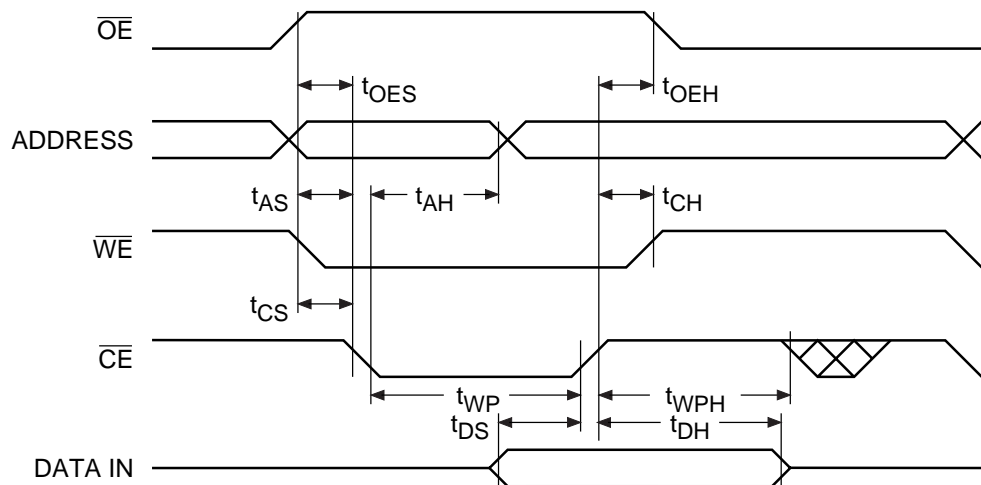 OE
tOES
tOEH
ADDRESS
tAS
tAH
tCH
WE
tCS
CE
tWP
tWPH
tDS
tDH
DATA IN